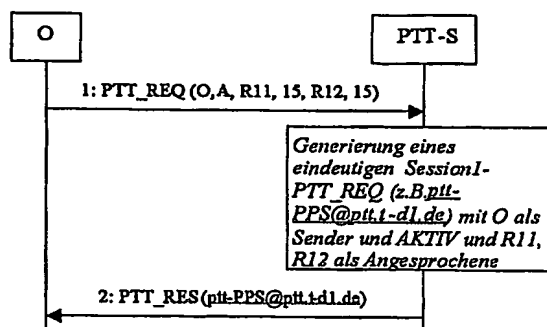 O
PTT-S
1: PTT_REQ (O,A, R11, 15, R12, 15)
Generierung eines
eindeutigen Session1-
PTT_REQ (z.B.ptt-
PPS@ptt.t-d1.de) mit O als
Sender und AKTIV und R11,
R12 als Angesprochene
2: PTT_RES (ptt-PPS@ptt.t-d1.de)